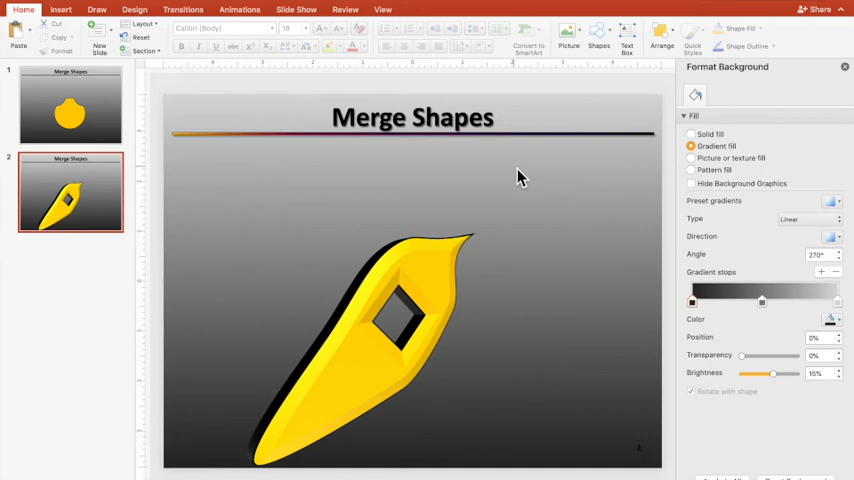 Home Insert Draw Design Transitions Animations Slide Show Review View Share
Cut
Copy
Format
Paste
New
Slide
Layout
Reset
Section
Calibri (Body) 18
B I U abc
Convert to
SmartArt
Picture
Shapes
Text
Box
Arrange
Quick
Styles
Shape Fill
Shape Outline
1
Merge Shapes
2
Merge Shapes
Merge Shapes
Format Background
Fill
Solid fill
Gradient fill
Picture or texture fill
Pattern fill
Hide Background Graphics
Preset gradients
Type Linear
Direction
Angle 270°
Gradient stops
Color
Position 0%
Transparency 0%
Brightness 15%
Rotate with shape